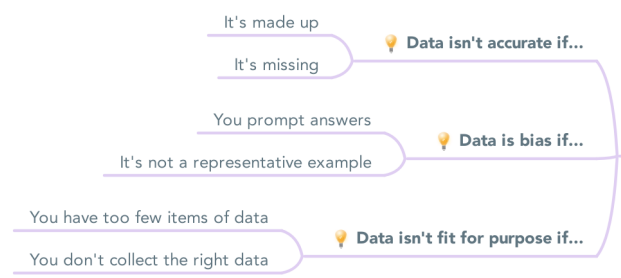 It's made up
💡 Data isn't accurate if...
It's missing
You prompt answers
💡 Data is bias if...
It's not a representative example
You have too few items of data
💡 Data isn't fit for purpose if...
You don't collect the right data